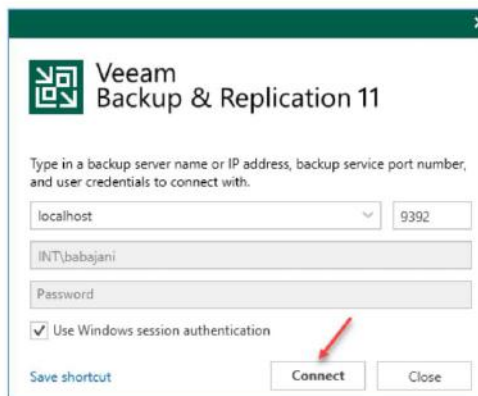 Veeam
Backup & Replication 11
Type in a backup server name or IP address, backup service port number,
and user credentials to connect with.
localhost 9392
INT\babajani
Password
Use Windows session authentication
Save shortcut Connect Close